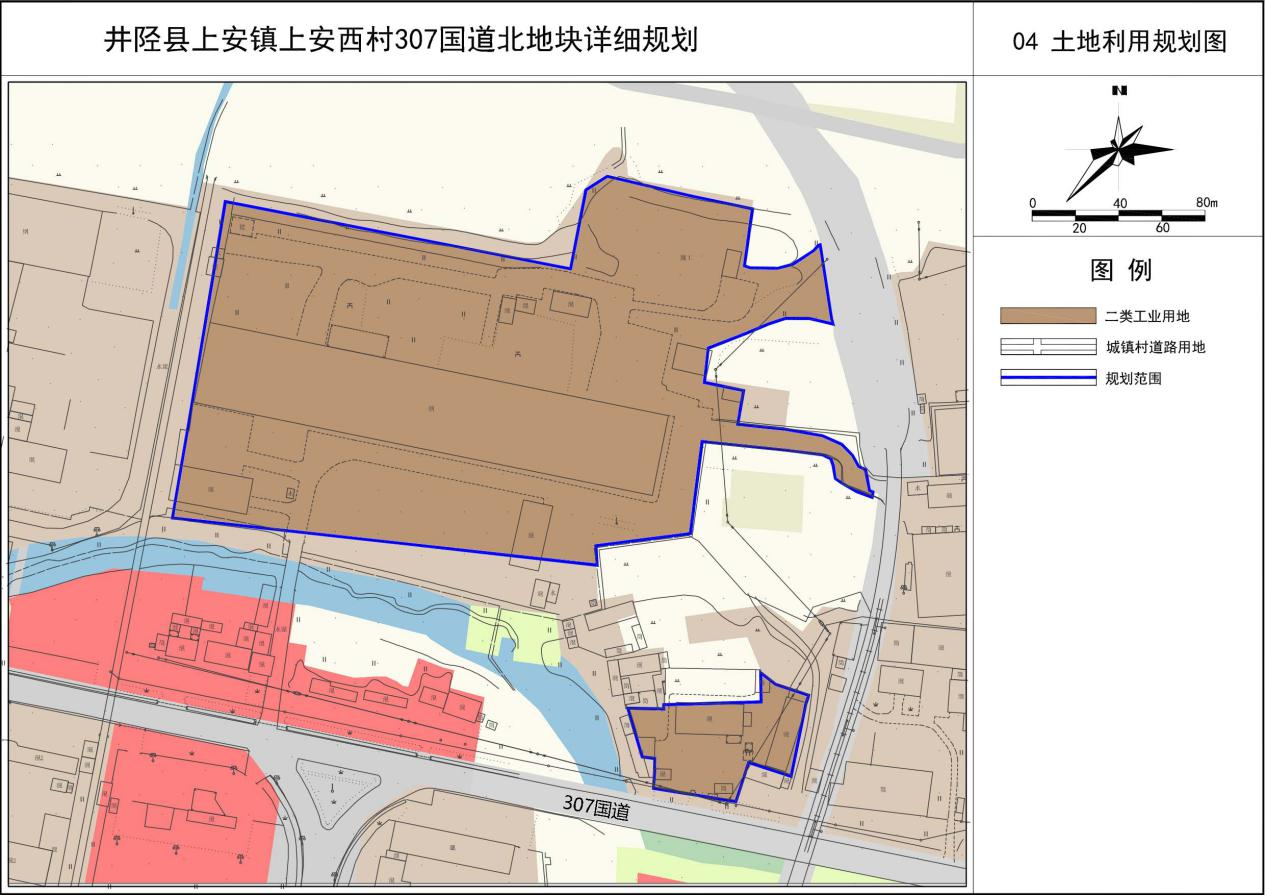 井陉县上安镇上安西村307国道北地块详细规划
04 土地利用规划图
N
0 40 80m
20 60
图 例
二类工业用地
城镇村道路用地
规划范围
307国道